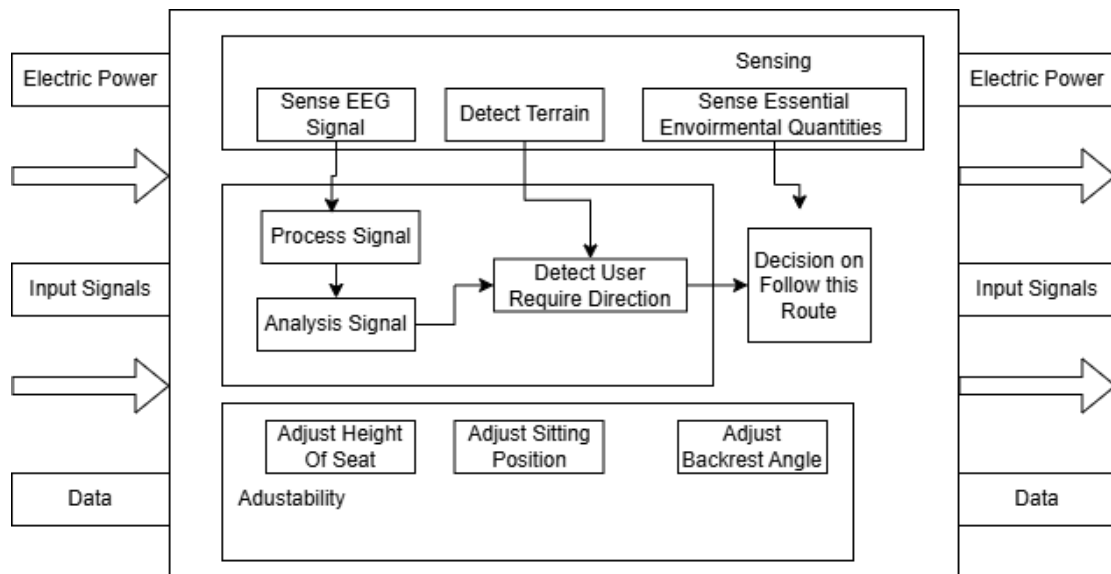 Electric Power
Input Signals
Data
Sensing
Sense EEG
Signal
Detect Terrain
Sense Essential
Envoirmental Quantities
Process Signal
Analysis Signal
Detect User
Require Direction
Decision on
Follow this
Route
Adjust Height
Of Seat
Adjust Sitting
Position
Adjust
Backrest Angle
Adustability
Electric Power
Input Signals
Data